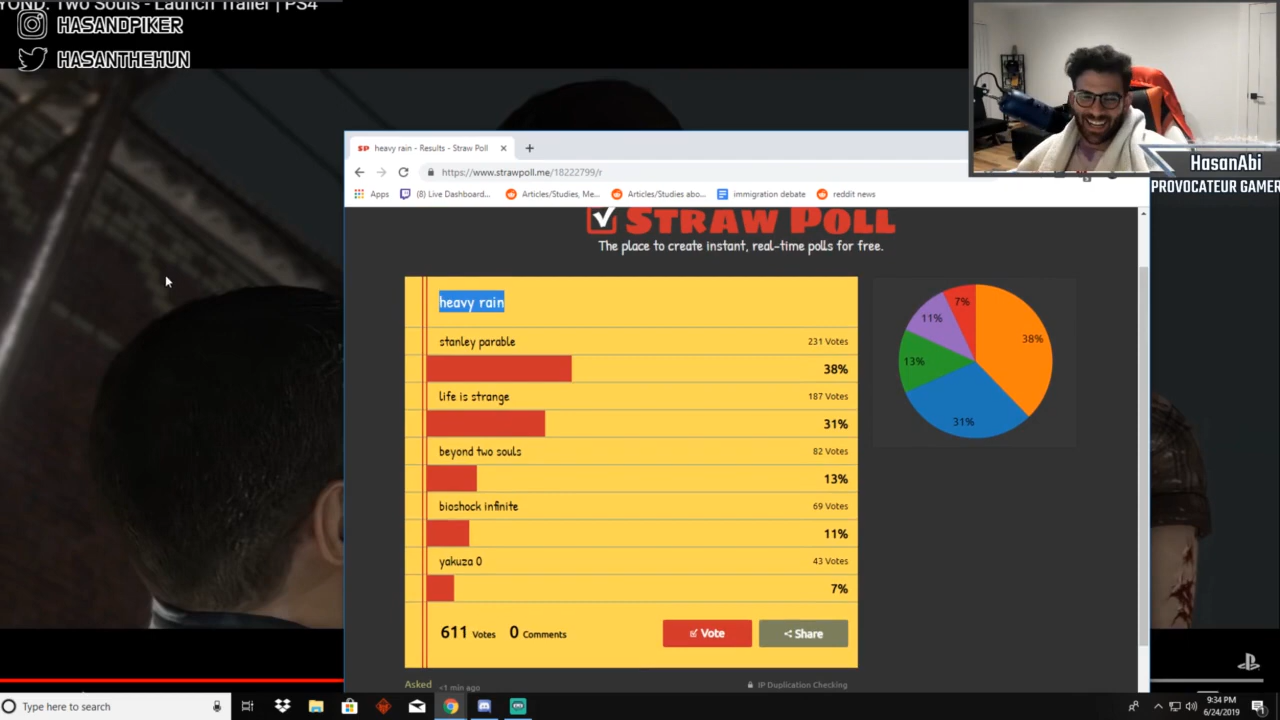 YOND: Two Souls - Launch Trailer | PS4
HASANDPIKER
HASANTHEHUN
HasanAbi
PROVOCATEUR GAMER
SP heavy rain - Results - Straw Poll
https://www.strawpoll.me/18222799/r
Apps (8) Live Dashboard... Articles/Studies, Me... Articles/Studies abo... immigration debate reddit news
STRAW POLL
The place to create instant, real-time polls for free.
heavy rain
stanley parable 231 Votes
38%
life is strange 187 Votes
31%
beyond two souls 82 Votes
13%
bioshock infinite 69 Votes
11%
yakuza 0 43 Votes
7%
7%
11%
38%
13%
31%
611 Votes 0 Comments Vote Share
Asked <1 min ago IP Duplication Checking
Type here to search
9:34 PM
6/24/2019
1